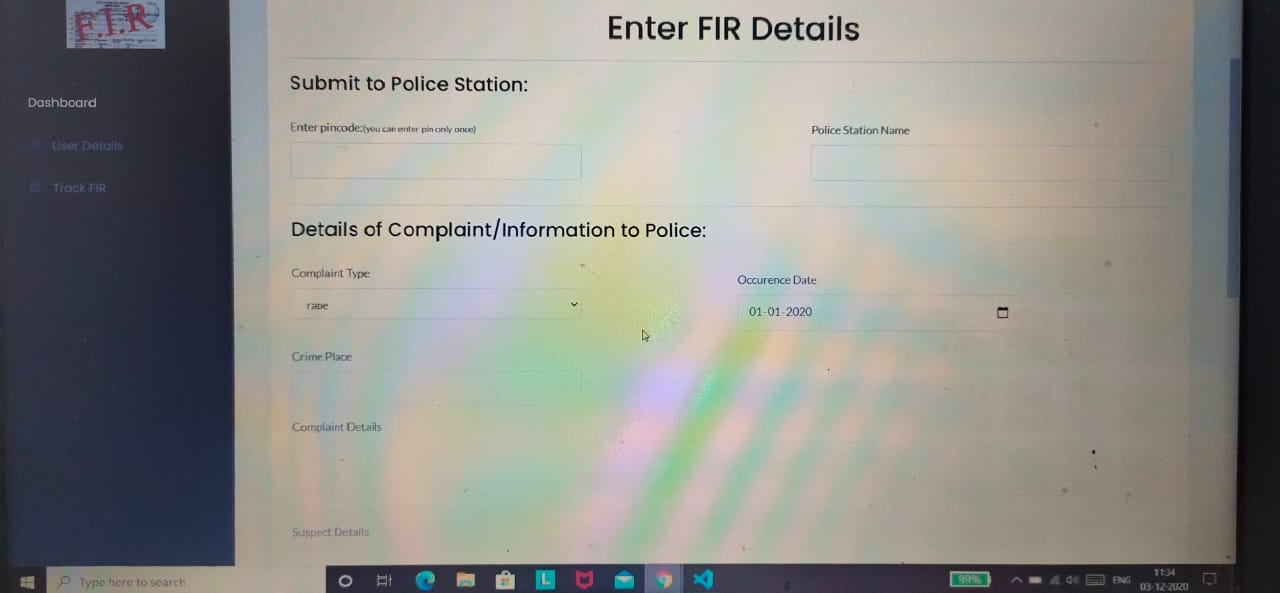 F.I.R
Enter FIR Details
Submit to Police Station:
Dashboard
Enter pincode:(you can enter pin only once)
Police Station Name
User Details
Track FIR
Details of Complaint/Information to Police:
Complaint Type
Occurence Date
rape
01-01-2020
Crime Place
Complaint Details
Suspect Details
Type here to search
L
99%
ENG
11:34
03-12-2020